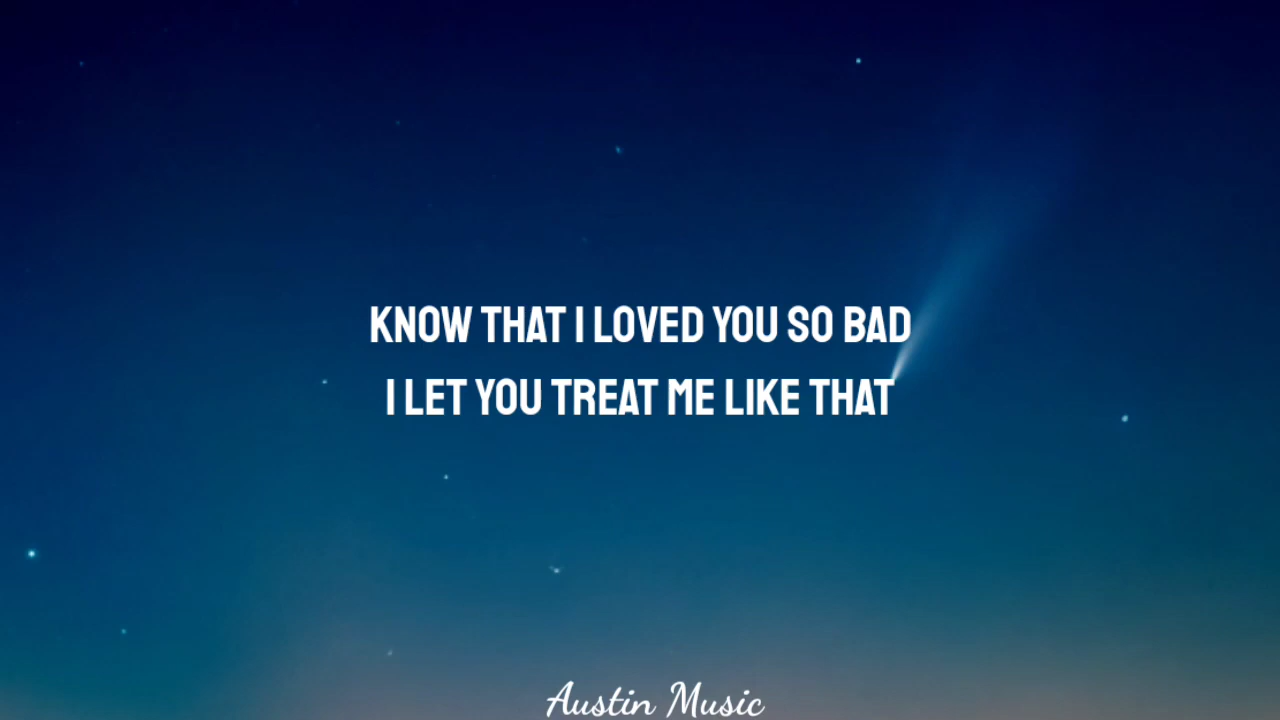 KNOW THAT I LOVED YOU SO BAD
I LET YOU TREAT ME LIKE THAT
Austin Music